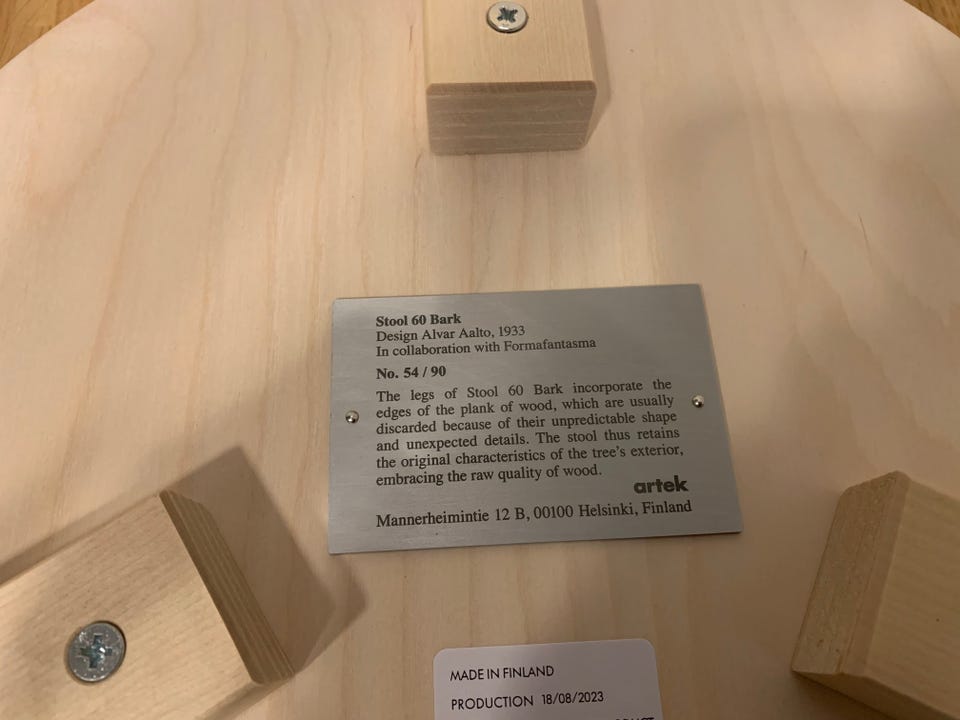 Stool 60 Bark
Design Alvar Aalto, 1933
In collaboration with Formafantasma
No. 54 / 90
The legs of Stool 60 Bark incorporate the
edges of the plank of wood, which are usually
discarded because of their unpredictable shape
and unexpected details. The stool thus retains
the original characteristics of the tree's exterior,
embracing the raw quality of wood.
artek
Mannerheimintie 12 B, 00100 Helsinki, Finland
MADE IN FINLAND
PRODUCTION 18/08/2023